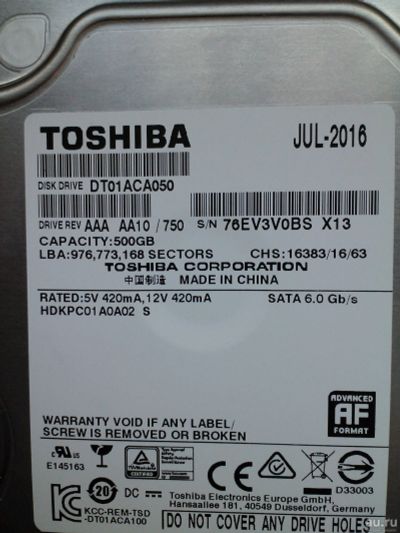 TOSHIBA
JUL-2016
DISK DRIVE DT01ACA050
DRIVE REV AAA AA10 / 750 S/N 76EV3V0BS X13
CAPACITY:500GB
LBA:976,773,168 SECTORS CHS:16383/16/63
TOSHIBA CORPORATION
中国制造 MADE IN CHINA
RATED:5V 420mA,12V 420mA SATA 6.0 Gb/s
HDKPC01A0A02 S
ADVANCED
AF
FORMAT
WARRANTY VOID IF ANY LABEL/
SCREW IS REMOVED OR BROKEN
E145163
D33003
20 DC
Toshiba Electronics Europe GmbH,
Hansaallee 181, 40549 Dusseldorf, Germany
KCC-REM-TSD
-DT01ACA100
DO NOT COVER ANY DRIVE HOLES
au.ru